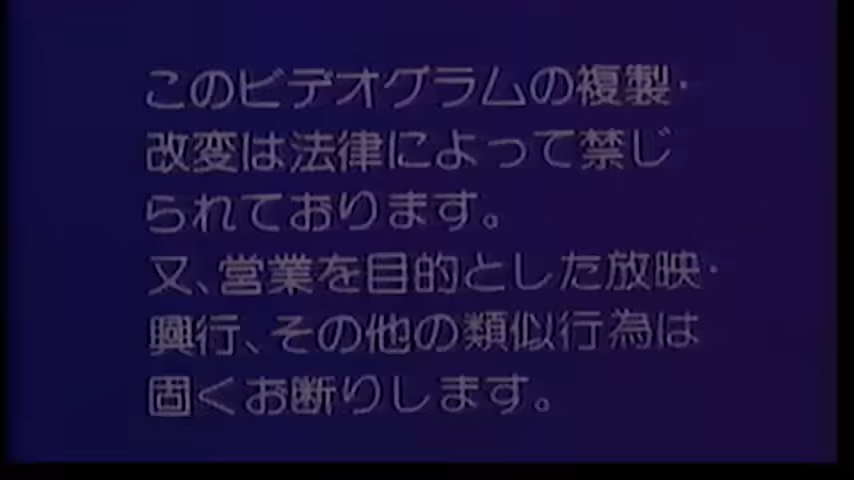 このビデオグラムの複製・
改変は法律によって禁じ
られております。
又、営業を目的とした放映・
興行、その他の類似行為は
固くお断りします。